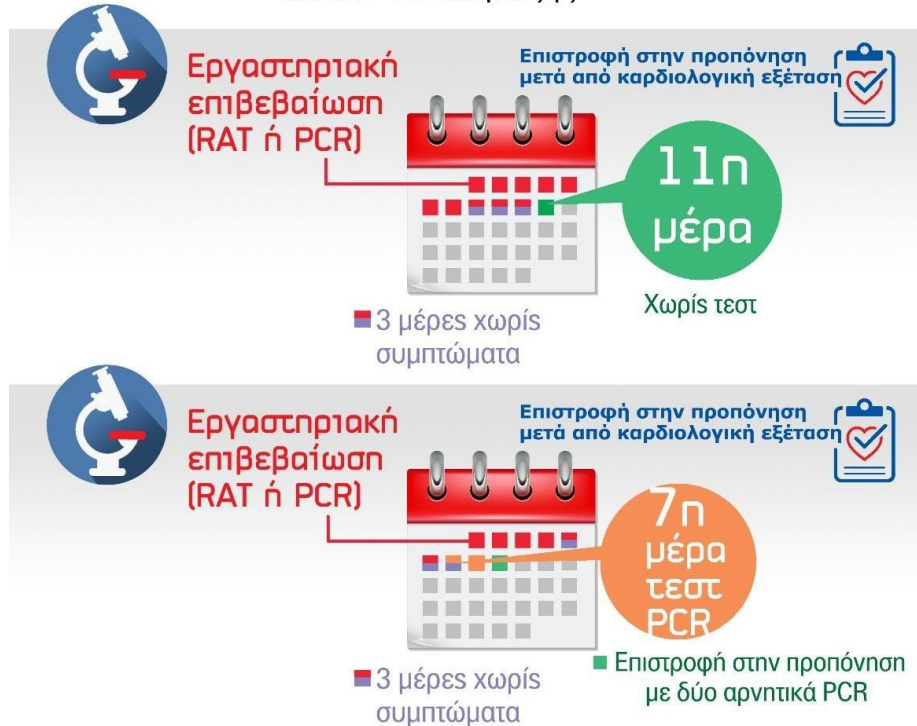 Εργαστηριακή
επιβεβαίωση
(RAT ή PCR)
Επιστροφή στην προπόνηση
μετά από καρδιολογική εξέταση
11η
μέρα
Χωρίς τεστ
3 μέρες χωρίς
συμπτώματα
Εργαστηριακή
επιβεβαίωση
(RAT ή PCR)
Επιστροφή στην προπόνηση
μετά από καρδιολογική εξέταση
7η
μέρα
τεστ
PCR
Επιστροφή στην προπόνηση
με δύο αρνητικά PCR
3 μέρες χωρίς
συμπτώματα